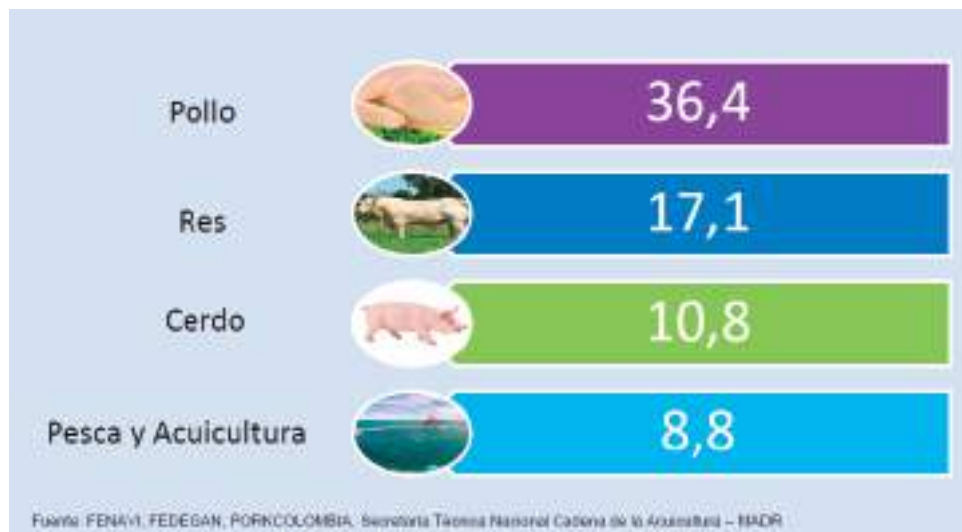 Pollo 36,4
Res 17,1
Cerdo 10,8
Pesca y Acuicultura 8,8
Fuente: FENAVI, FEDEGAN, PORKCOLOMBIA, Secretaria Técnica Nacional Cadena de la Acuicultura – MADR